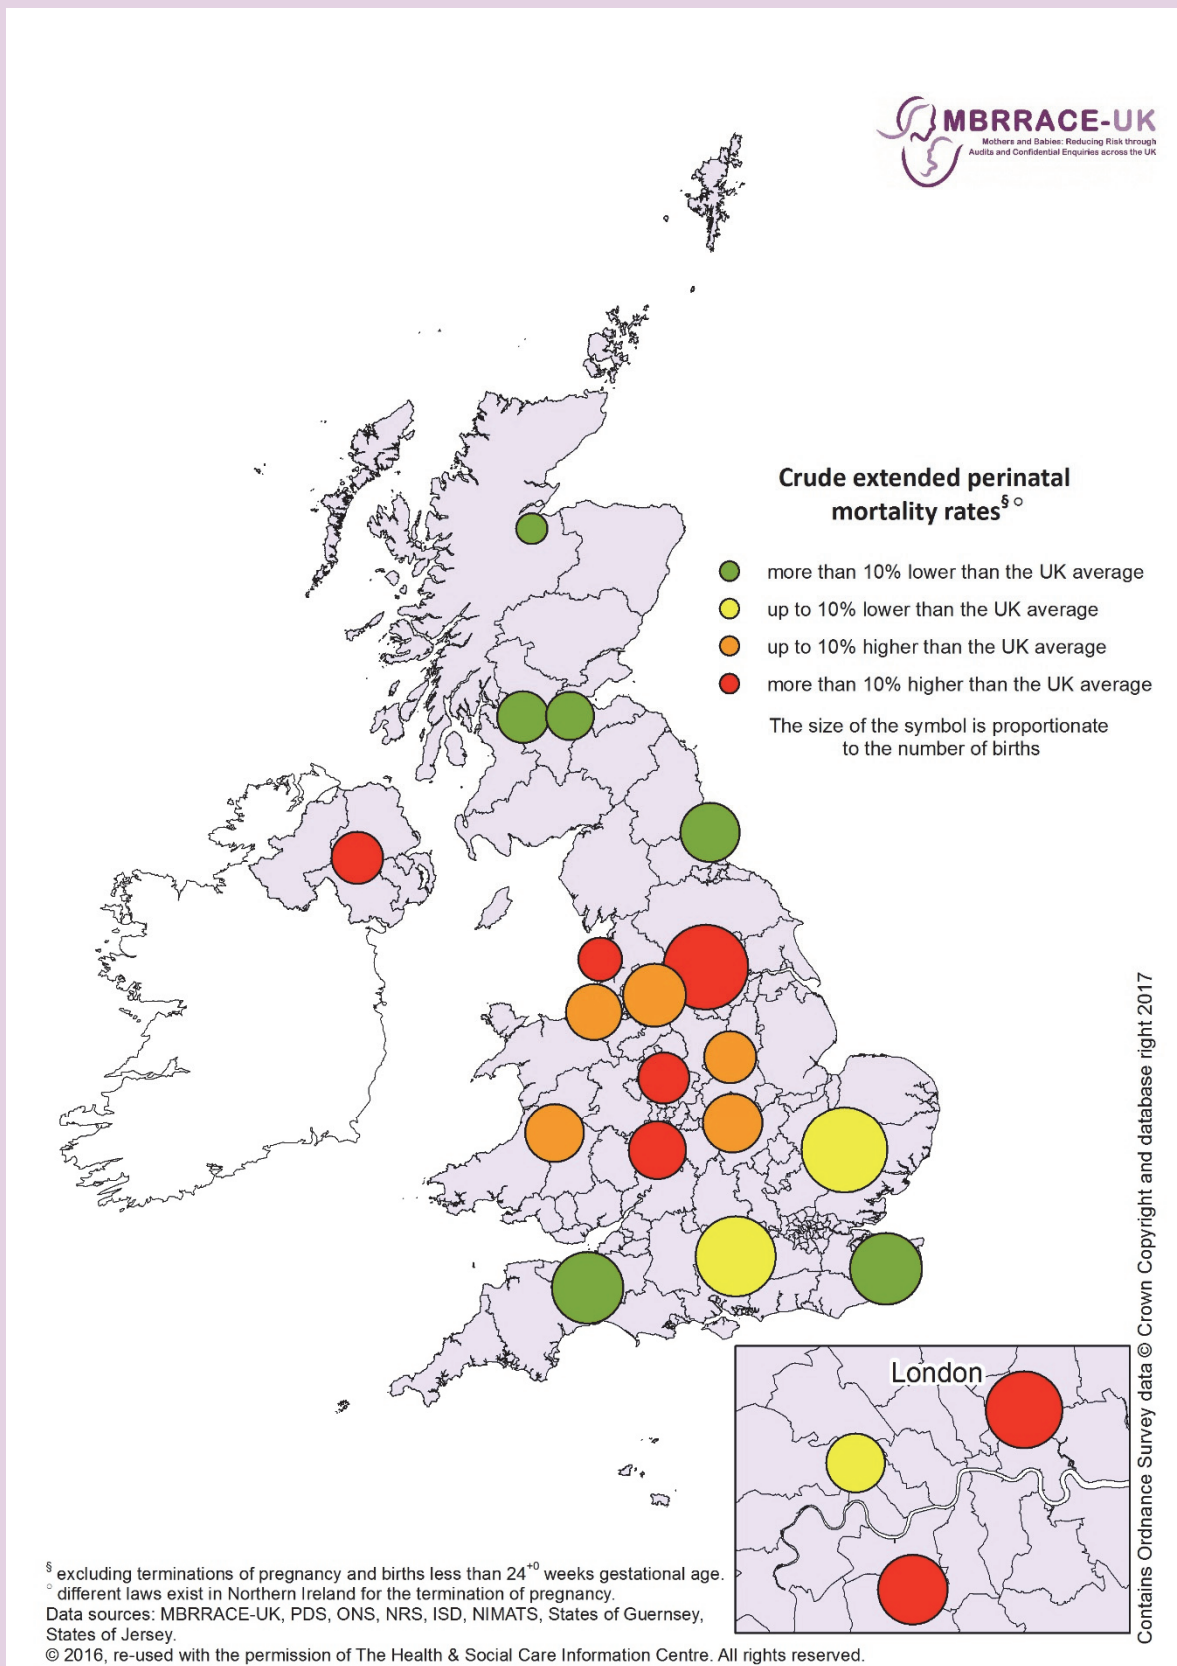 MBRRACE-UK
Mothers and Babies: Reducing Risk through
Audits and Confidential Enquiries across the UK
Crude extended perinatal
mortality rates§ ○
more than 10% lower than the UK average
up to 10% lower than the UK average
up to 10% higher than the UK average
more than 10% higher than the UK average
The size of the symbol is proportionate
to the number of births
London
Contains Ordnance Survey data © Crown Copyright and database right 2017
§ excluding terminations of pregnancy and births less than 24+0 weeks gestational age.
○ different laws exist in Northern Ireland for the termination of pregnancy.
Data sources: MBRRACE-UK, PDS, ONS, NRS, ISD, NIMATS, States of Guernsey,
States of Jersey.
© 2016, re-used with the permission of The Health & Social Care Information Centre. All rights reserved.